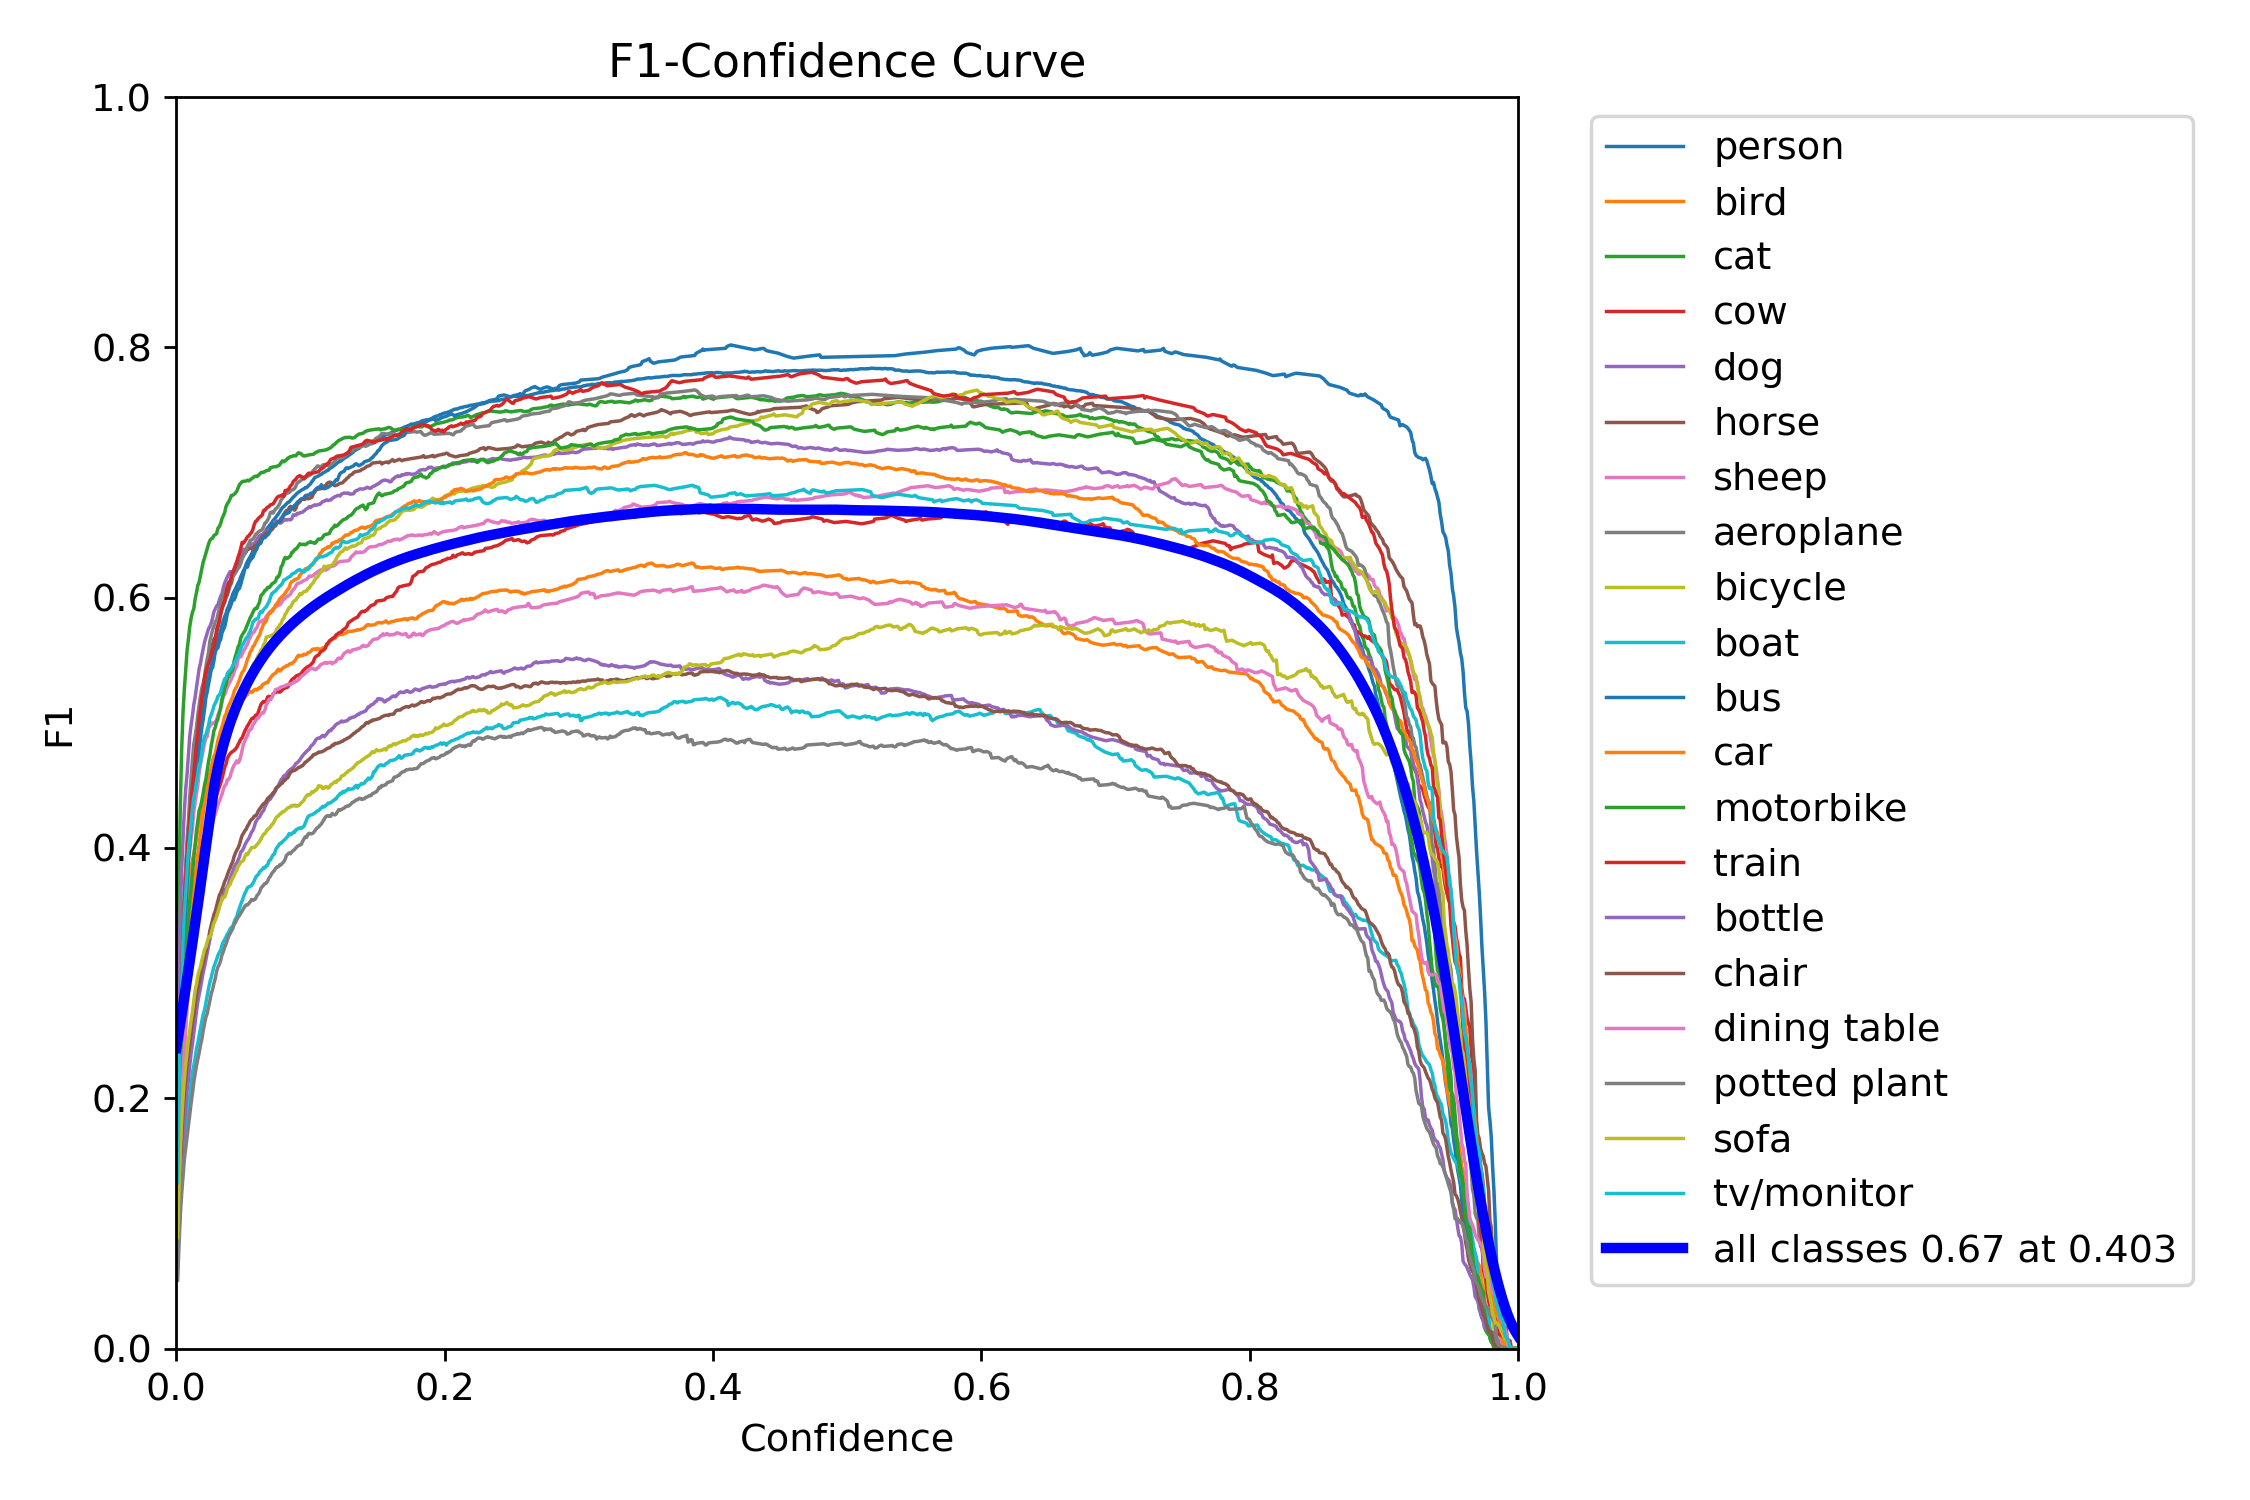 F1-Confidence Curve
1.0
0.8
0.6
0.4
0.2
0.0
F1
0.0 0.2 0.4 0.6 0.8 1.0
Confidence
person
bird
cat
cow
dog
horse
sheep
aeroplane
bicycle
boat
bus
car
motorbike
train
bottle
chair
dining table
potted plant
sofa
tv/monitor
all classes 0.67 at 0.403